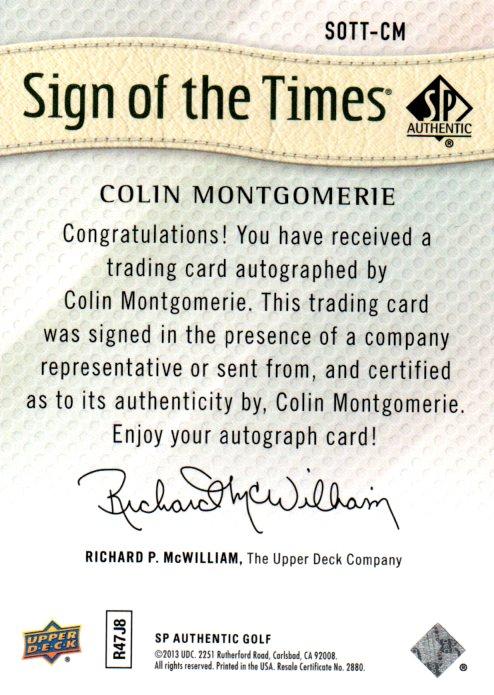 SOTT-CM
Sign of the Times®
SP
AUTHENTIC
®
COLIN MONTGOMERIE
Congratulations! You have received a
trading card autographed by
Colin Montgomerie. This trading card
was signed in the presence of a company
representative or sent from, and certified
as to its authenticity by, Colin Montgomerie.
Enjoy your autograph card!
Richard McWilliam
RICHARD P. McWILLIAM, The Upper Deck Company
UPPER
DECK
®
R47J8
SP AUTHENTIC GOLF
©2013 UDC. 2251 Rutherford Road, Carlsbad, CA 92008.
All rights reserved. Printed in the USA. Resale Certificate No. 2880.
®